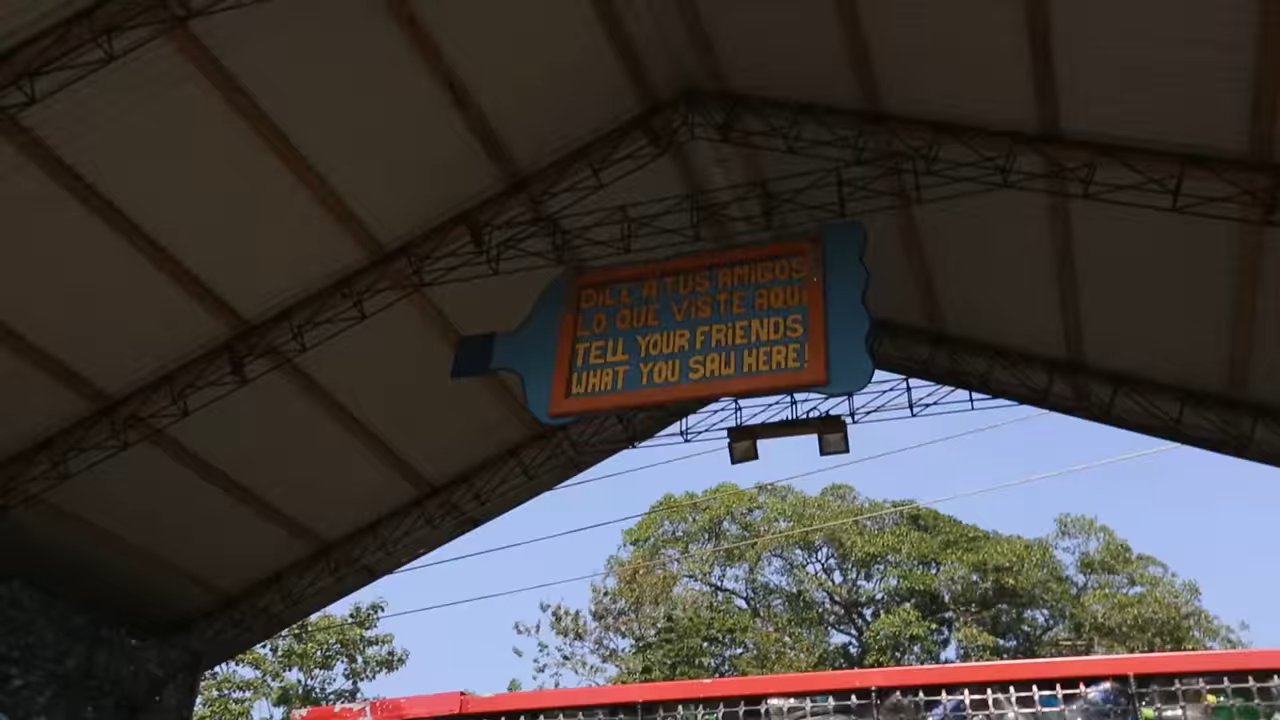 DILE A TUS AMIGOS
LO QUE VISTE AQUI
TELL YOUR FRIENDS
WHAT YOU SAW HERE!